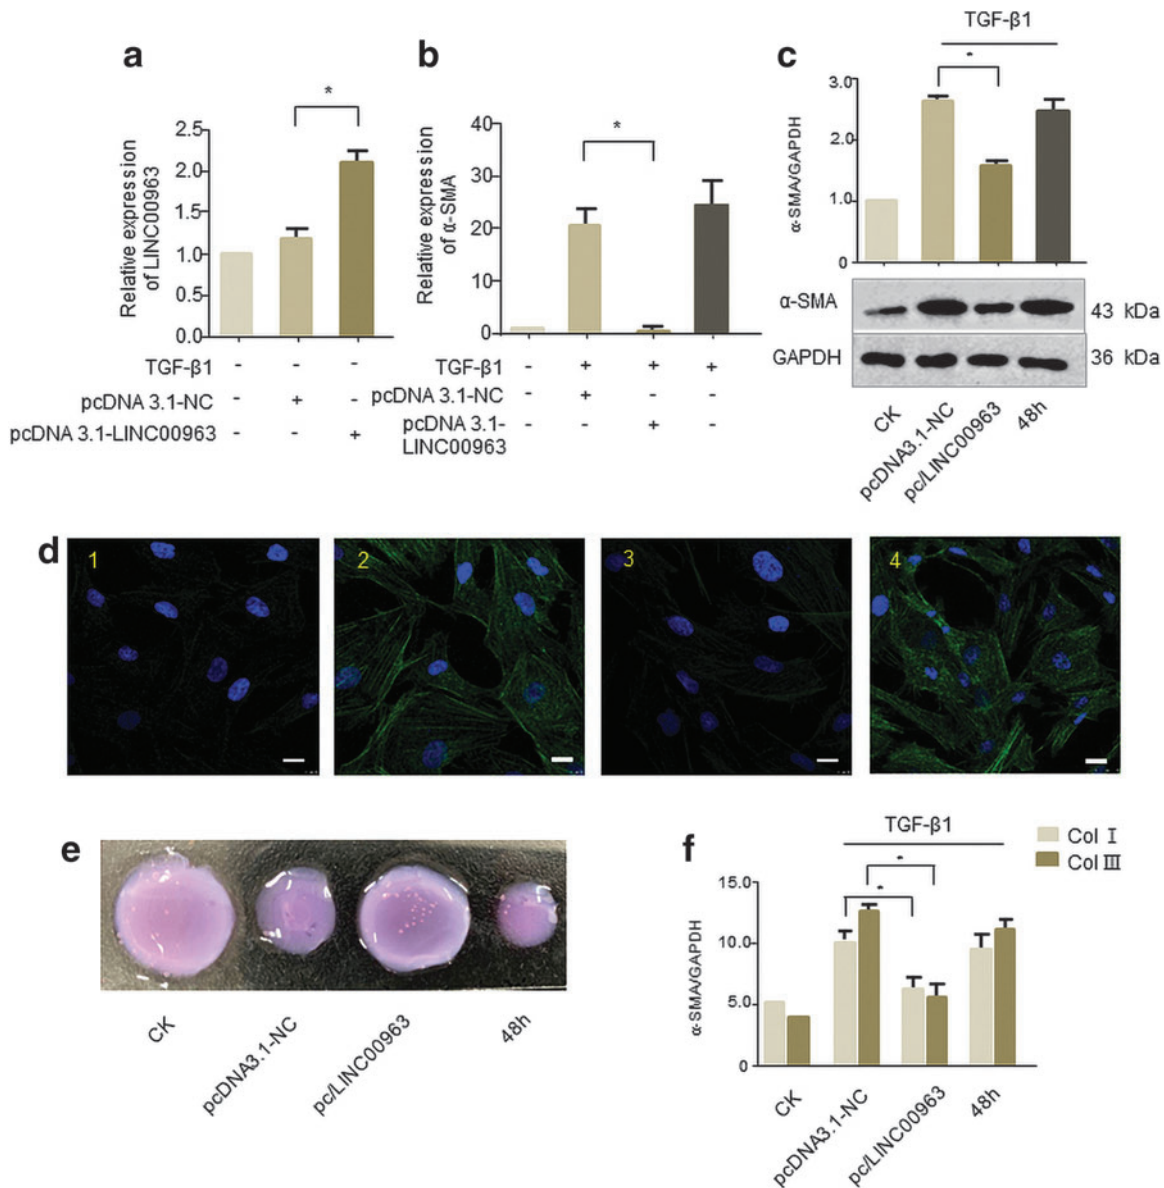 a
Relative expression
of LINC00963
2.5
2.0
1.5
1.0
0.5
0.0
*
TGF-β1 - - -
pcDNA 3.1-NC - + -
pcDNA 3.1-LINC00963 - - +
b
Relative expression
of α-SMA
40
30
20
10
0
*
TGF-β1 - + + +
pcDNA 3.1-NC - + - -
pcDNA 3.1-
LINC00963 - - + -
c
TGF-β1
*
α-SMA/GAPDH
3.0
2.0
1.0
0
α-SMA 43 kDa
GAPDH 36 kDa
CK
pcDNA3.1-NC
pc/LINC00963
48h
d
1
2
3
4
e
CK
pcDNA3.1-NC
pc/LINC00963
48h
f
TGF-β1
Col I
Col III
*
*
α-SMA/GAPDH
15.0
10.0
5.0
0
CK
pcDNA3.1-NC
pc/LINC00963
48h